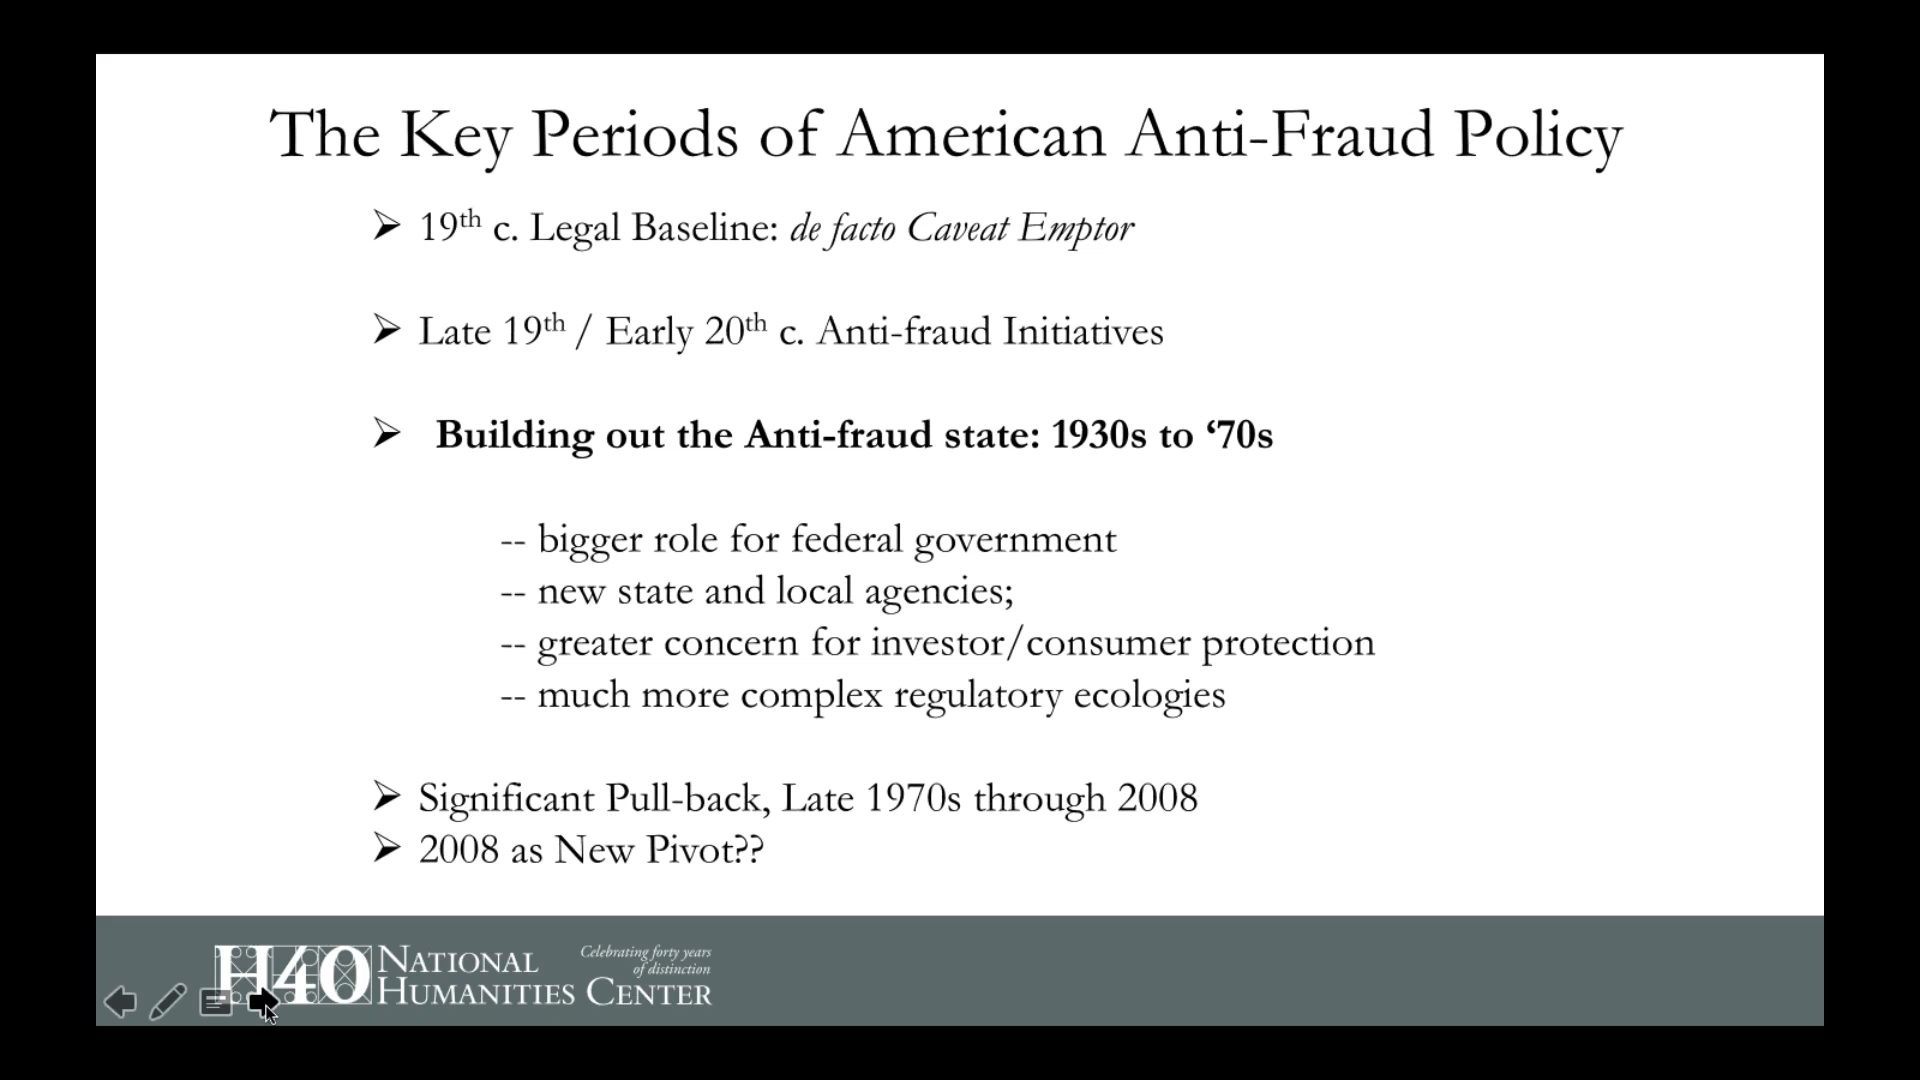 The Key Periods of American Anti-Fraud Policy
➢ 19th c. Legal Baseline: de facto Caveat Emptor
➢ Late 19th / Early 20th c. Anti-fraud Initiatives
➢ Building out the Anti-fraud state: 1930s to ‘70s
-- bigger role for federal government
-- new state and local agencies;
-- greater concern for investor/consumer protection
-- much more complex regulatory ecologies
➢ Significant Pull-back, Late 1970s through 2008
➢ 2008 as New Pivot??
H40 NATIONAL HUMANITIES CENTER
Celebrating forty years
of distinction